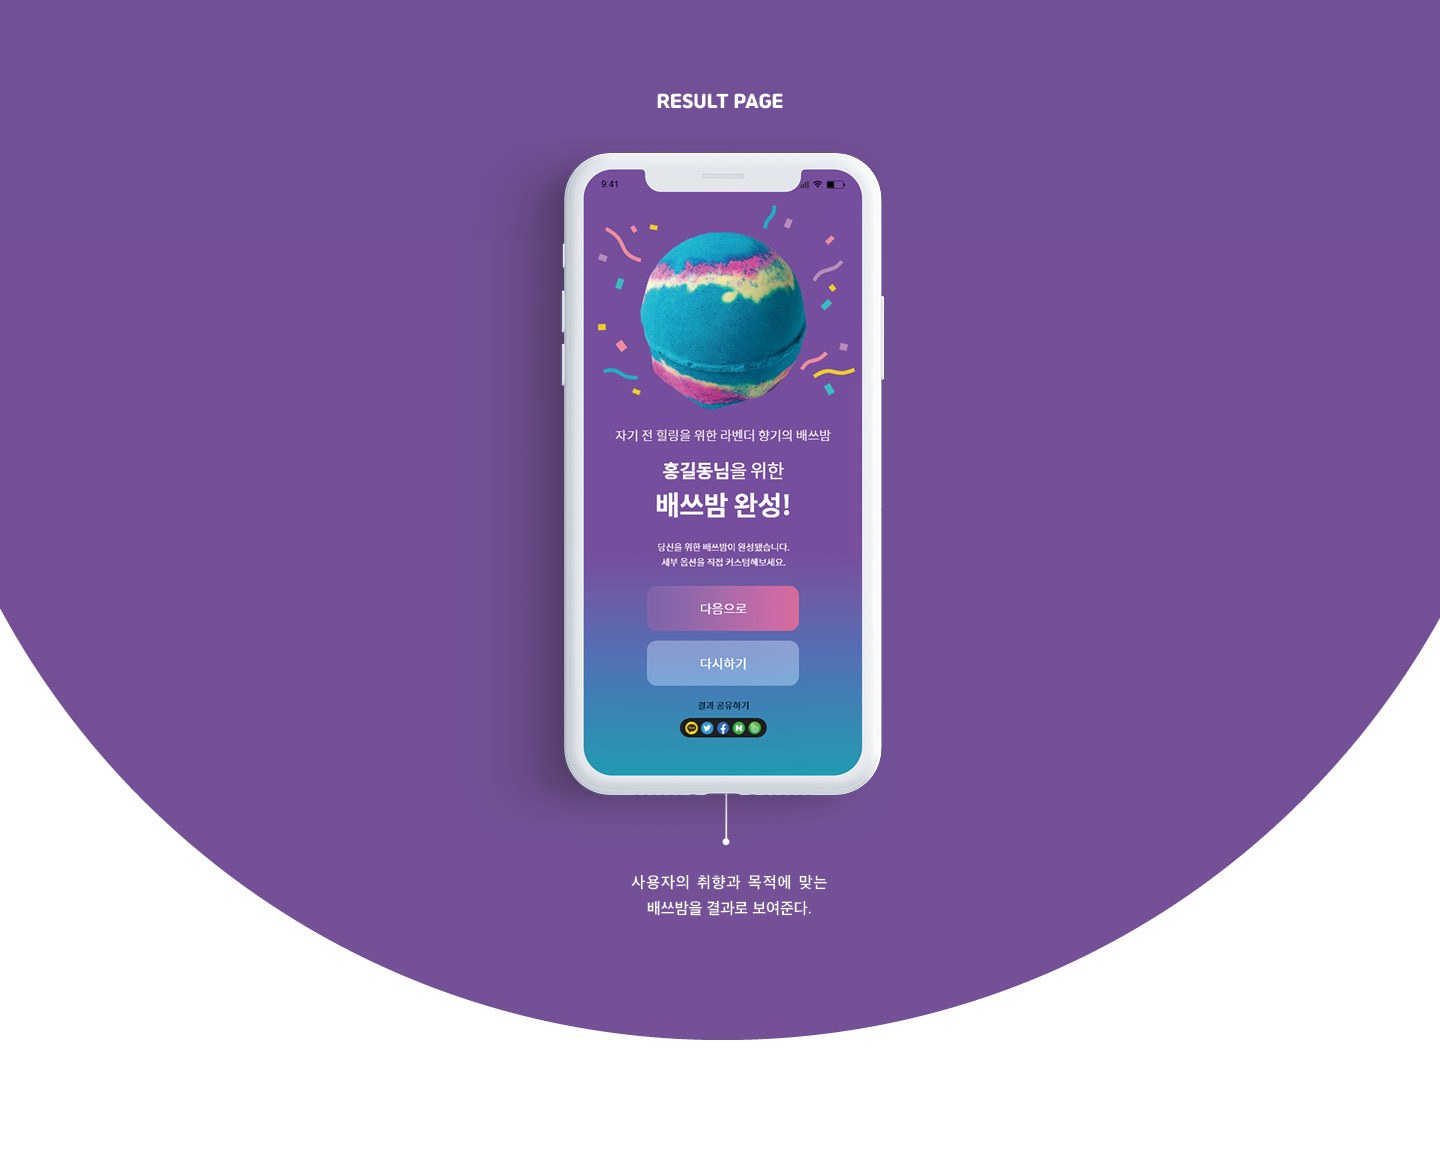 RESULT PAGE
9:41
자기 전 힐링을 위한 라벤더 향기의 배쓰밤
홍길동님을 위한
배쓰밤 완성!
당신을 위한 배쓰밤이 완성됐습니다.
세부 옵션을 직접 커스텀해보세요.
다음으로
다시하기
결과 공유하기
사용자의 취향과 목적에 맞는
배쓰밤을 결과로 보여준다.